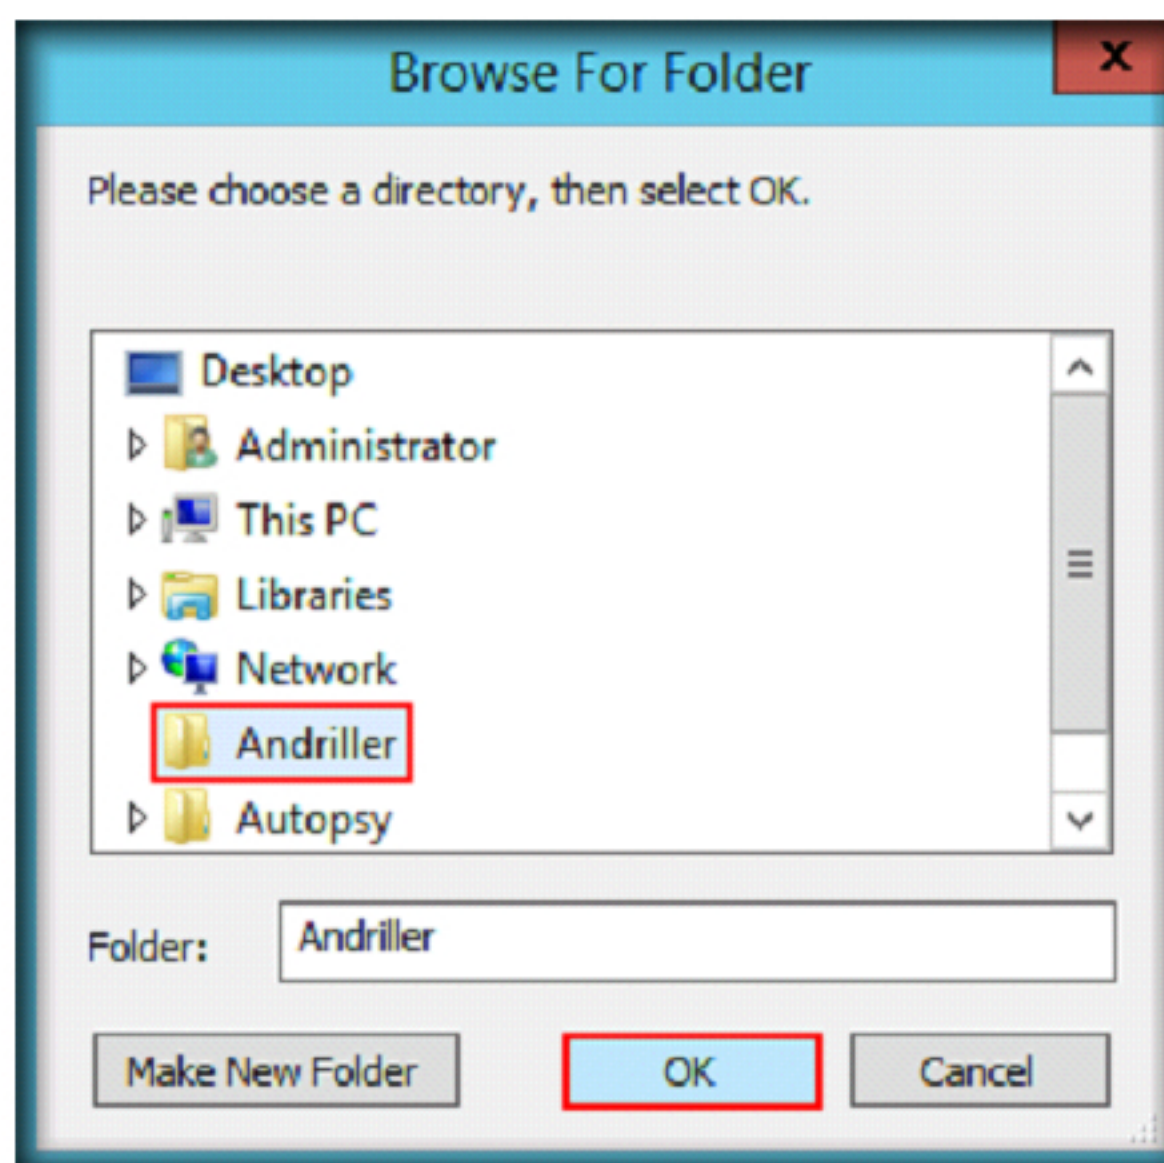 Browse For Folder
x
Please choose a directory, then select OK.
Desktop
Administrator
This PC
Libraries
Network
Andriller
Autopsy
Folder: Andriller
Make New Folder OK Cancel